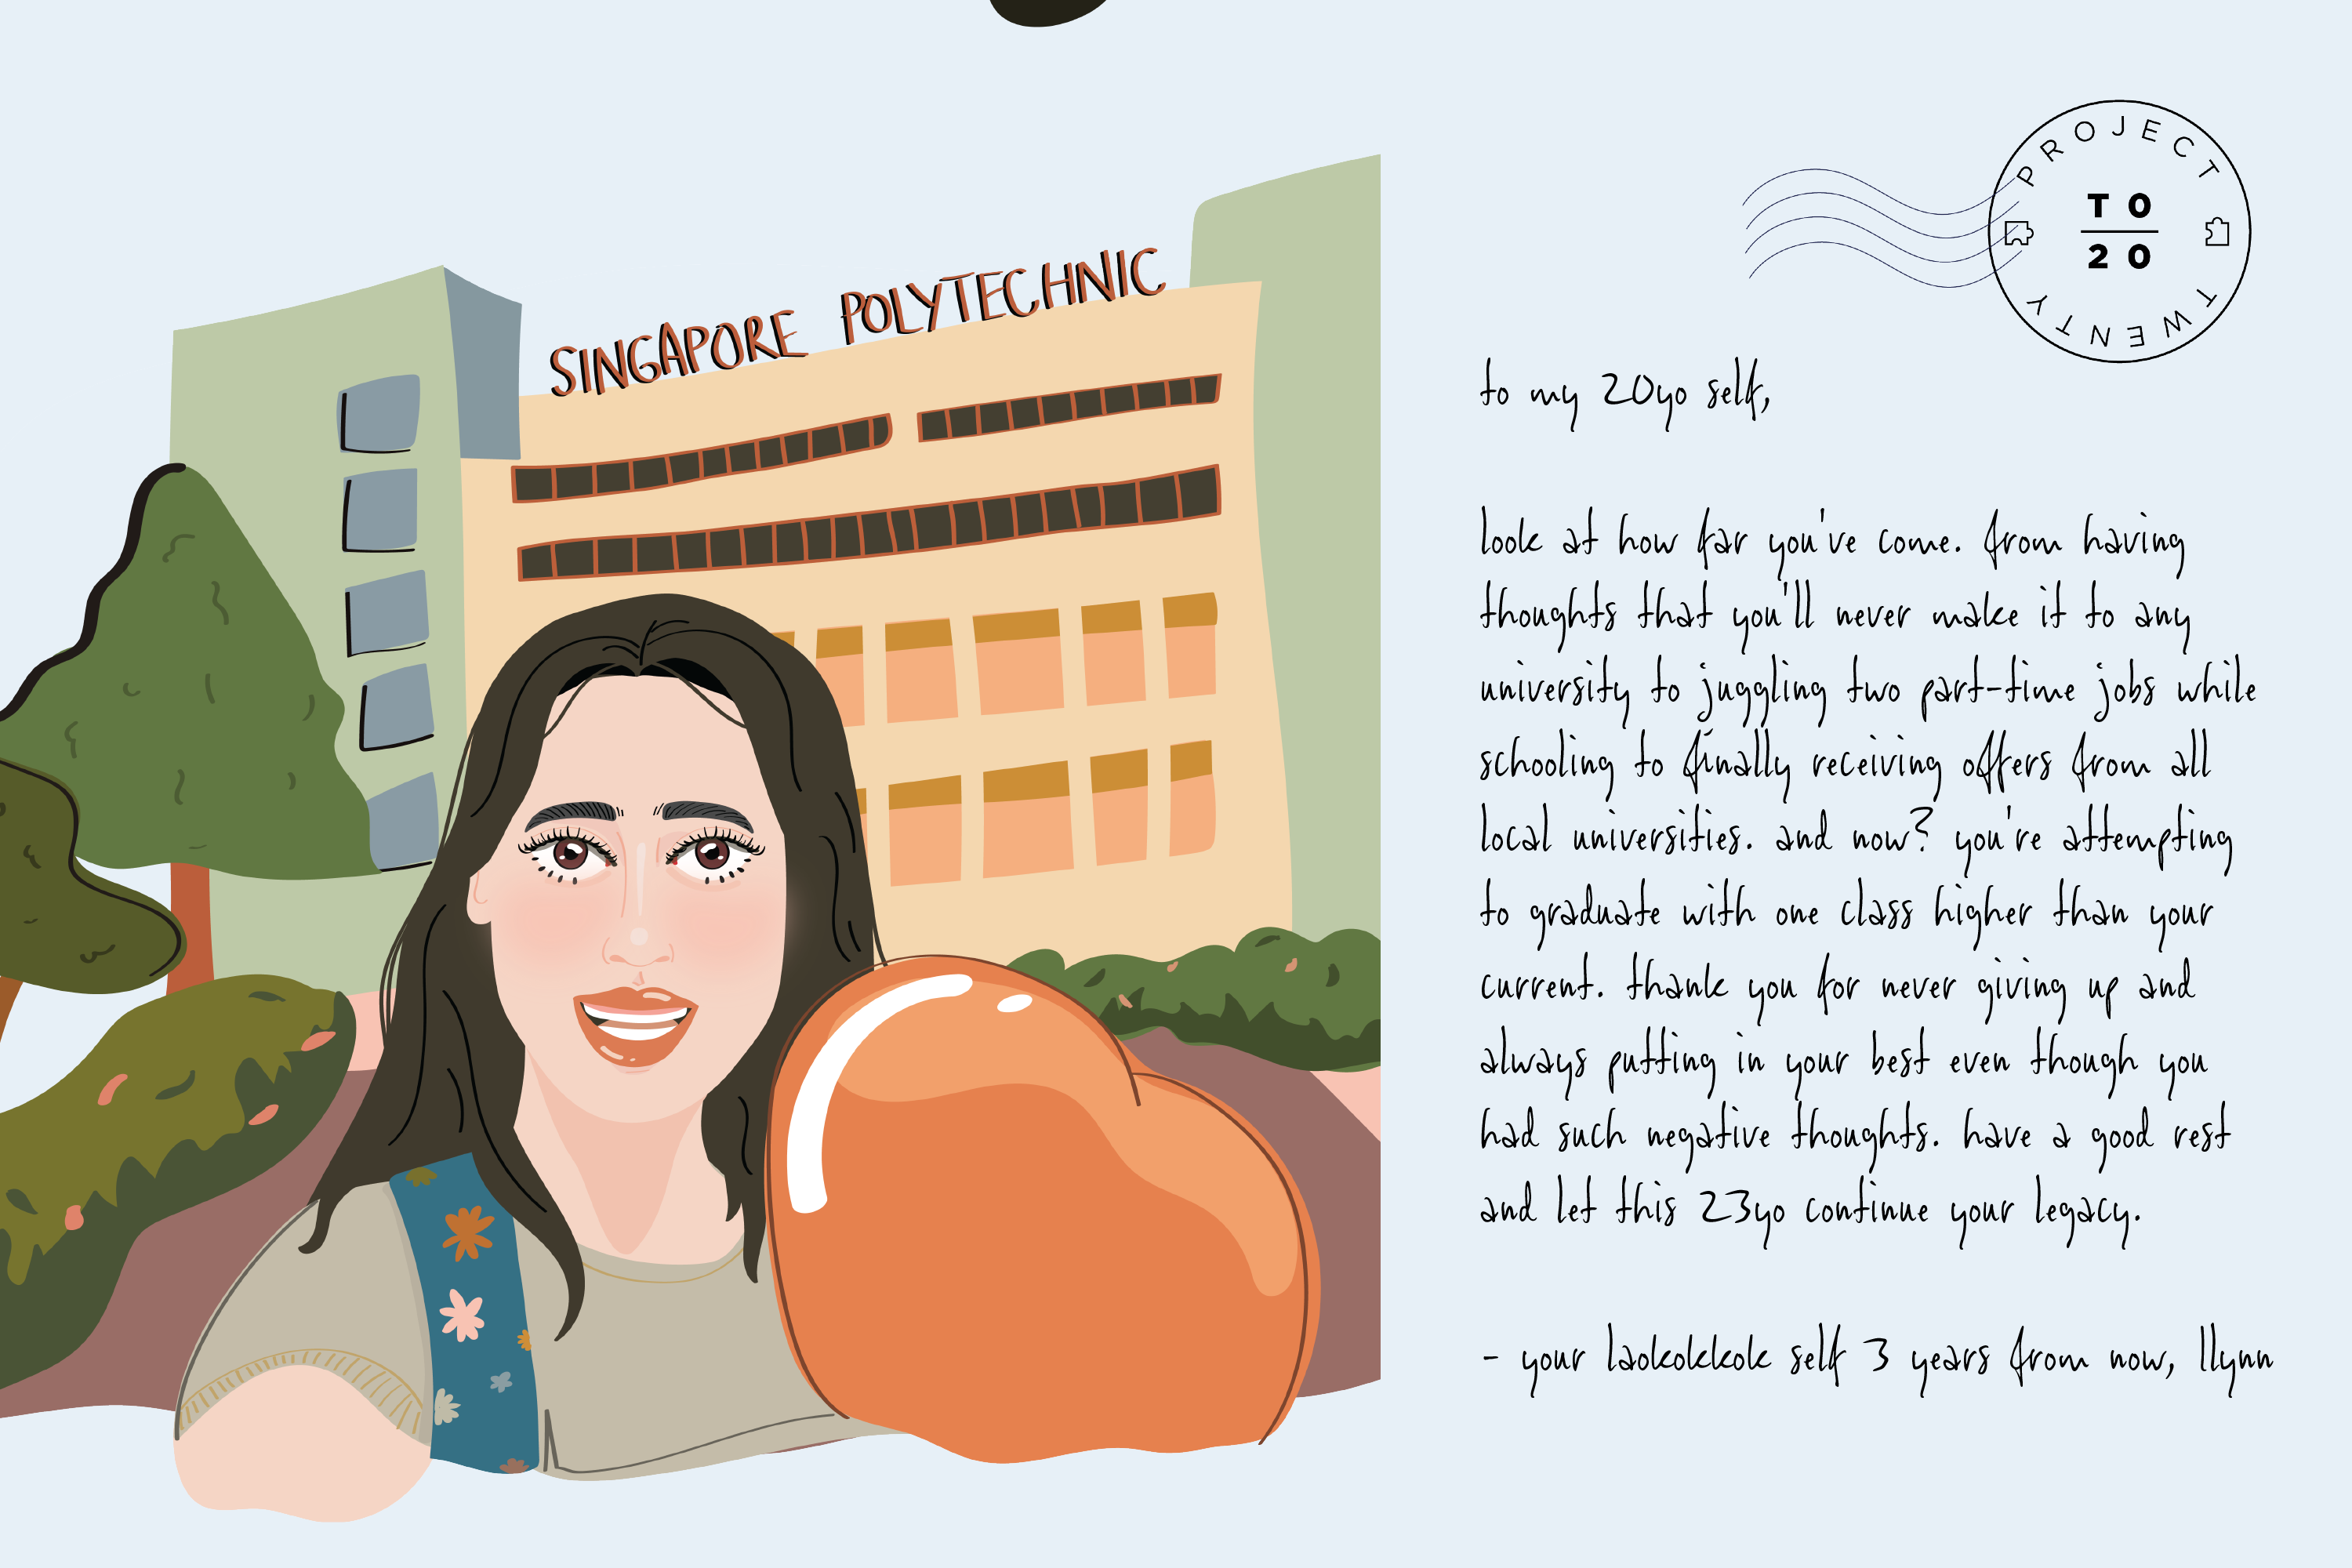 PROJECT
TO
20
TWENTY
SINGAPORE POLYTECHNIC
to my 20yo self,
look at how far you've come. from having
thoughts that you'll never make it to any
university to juggling two part-time jobs while
schooling to finally receiving offers from all
local universities. and now? you're attempting
to graduate with one class higher than your
current. thank you for never giving up and
always putting in your best even though you
had such negative thoughts. have a good rest
and let this 23yo continue your legacy.
- your laokokkok self 3 years from now, llynn